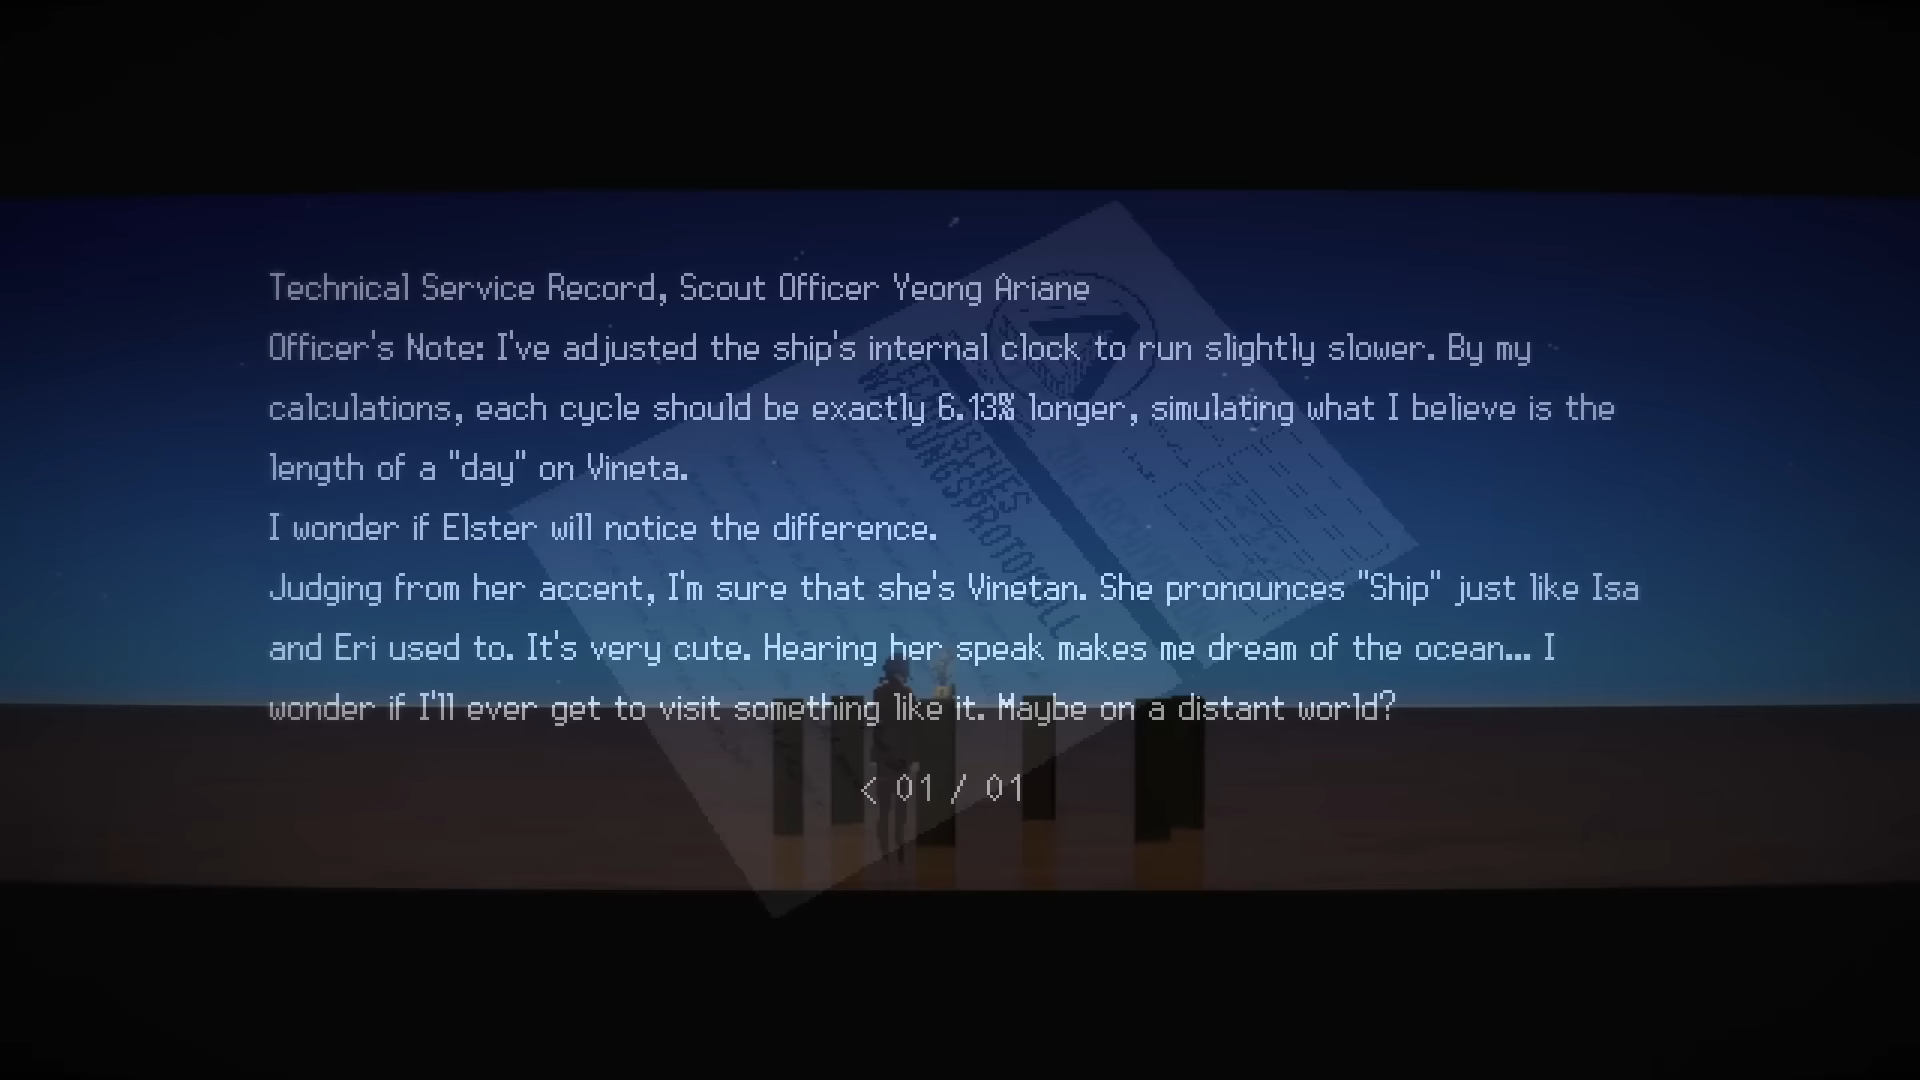 Technical Service Record, Scout Officer Yeong Ariane
Officer's Note: I've adjusted the ship's internal clock to run slightly slower. By my
calculations, each cycle should be exactly 6.13% longer, simulating what I believe is the
length of a "day" on Vineta.
I wonder if Elster will notice the difference.
Judging from her accent, I'm sure that she's Vinetan. She pronounces "Ship" just like Isa
and Eri used to. It's very cute. Hearing her speak makes me dream of the ocean... I
wonder if I'll ever get to visit something like it. Maybe on a distant world?
< 01 / 01